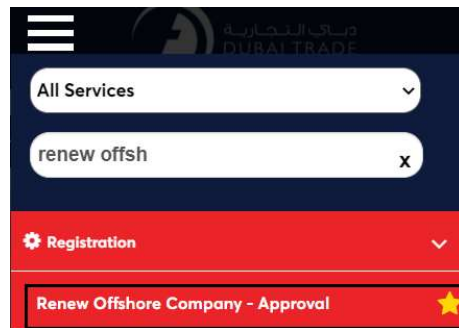 دبي التجارية
DUBAI TRADE
All Services
renew offsh
x
Registration
Renew Offshore Company - Approval